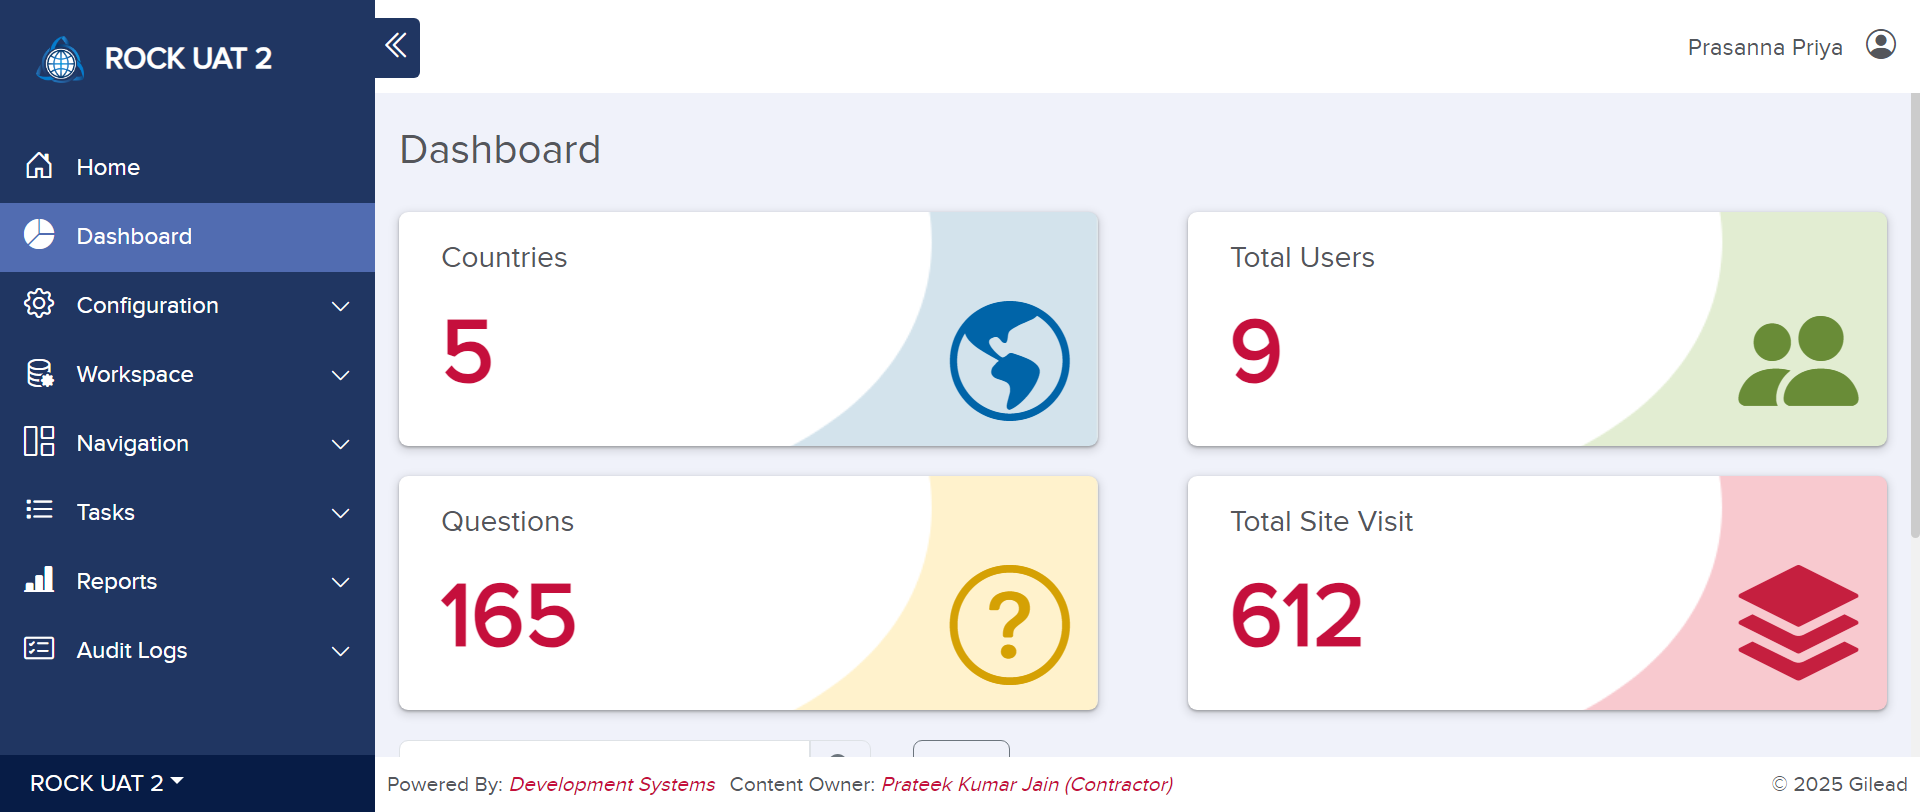 ROCK UAT 2
Prasanna Priya
Home
Dashboard
Configuration
Workspace
Navigation
Tasks
Reports
Audit Logs
ROCK UAT 2
Dashboard
Countries
5
Total Users
9
Questions
165
Total Site Visit
612
Powered By: Development Systems Content Owner: Prateek Kumar Jain (Contractor)
© 2025 Gilead